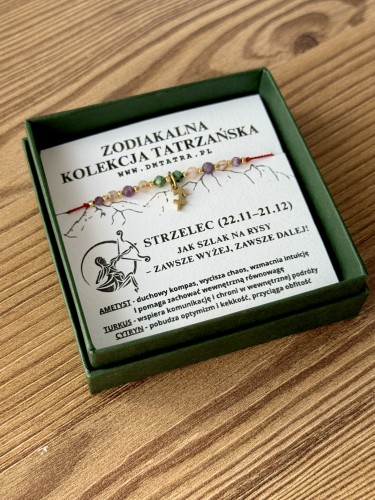 ZODIAKALNA
KOLEKCJA TATRZAŃSKA
WWW.DMTATRA.PL
STRZELEC (22.11–21.12)
JAK SZLAK NA RYSY
– ZAWSZE WYŻEJ, ZAWSZE DALEJ!
AMETYST - duchowy kompas, wycisza chaos, wzmacnia intuicję
i pomaga zachować wewnętrzną równowagę
TURKUS - wspiera komunikację i chroni w wewnętrznej podróży
CYTRYN - pobudza optymizm i kekkość, przyciąga obfitość